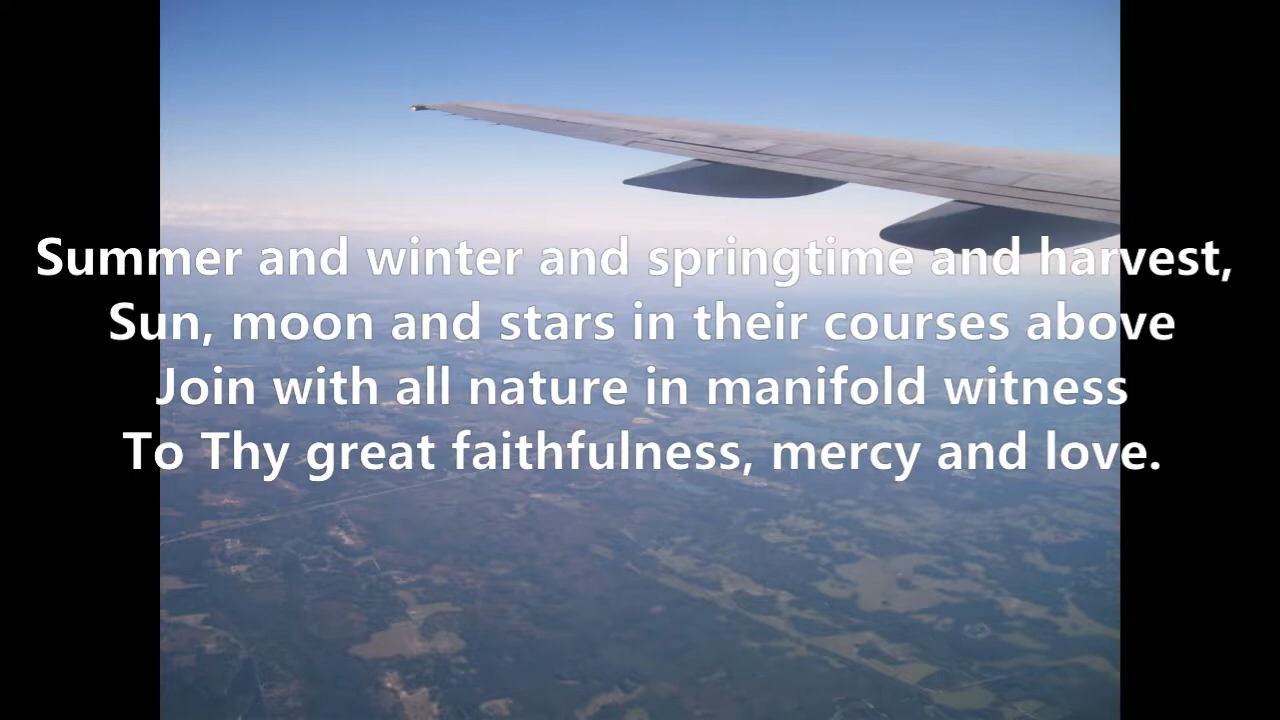 Summer and winter and springtime and harvest,
Sun, moon and stars in their courses above
Join with all nature in manifold witness
To Thy great faithfulness, mercy and love.